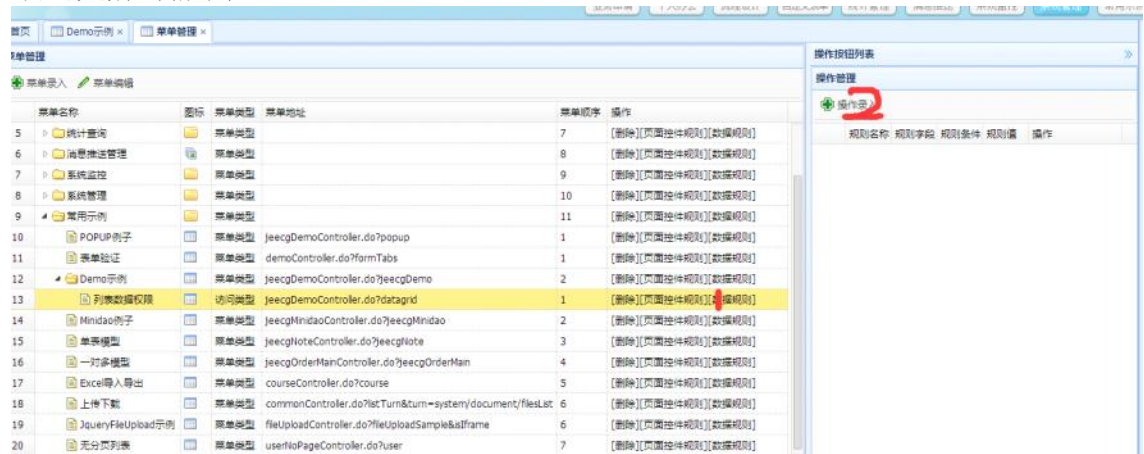 首页 Demo示例 × 菜单管理 ×
菜单管理
菜单录入 菜单编辑
菜单名称 图标 菜单类型 菜单地址 菜单顺序 操作
5 统计查询 菜单类型 7 [删除][页面控件规则][数据规则]
6 消息推送管理 菜单类型 8 [删除][页面控件规则][数据规则]
7 系统监控 菜单类型 9 [删除][页面控件规则][数据规则]
8 系统管理 菜单类型 10 [删除][页面控件规则][数据规则]
9 常用示例 菜单类型 11 [删除][页面控件规则][数据规则]
10 POPUP例子 菜单类型 jeecgDemoController.do?popup 1 [删除][页面控件规则][数据规则]
11 表单验证 菜单类型 demoController.do?formTabs 1 [删除][页面控件规则][数据规则]
12 Demo示例 菜单类型 jeecgDemoController.do?jeecgDemo 2 [删除][页面控件规则][数据规则]
13 列表数据权限 访问类型 jeecgDemoController.do?datagrid 1 [删除][页面控件规则][数据规则]
14 Minidao例子 菜单类型 jeecgMinidaoController.do?jeecgMinidao 2 [删除][页面控件规则][数据规则]
15 单表模型 菜单类型 jeecgNoteController.do?jeecgNote 3 [删除][页面控件规则][数据规则]
16 一对多模型 菜单类型 jeecgOrderMainController.do?jeecgOrderMain 4 [删除][页面控件规则][数据规则]
17 Excel导入导出 菜单类型 courseController.do?course 5 [删除][页面控件规则][数据规则]
18 上传下载 菜单类型 commonController.do?listTurn&turn=system/document/filesList 6 [删除][页面控件规则][数据规则]
19 JqueryFileUpload示例 菜单类型 fileUploadController.do?fileUploadSample&isIframe 6 [删除][页面控件规则][数据规则]
20 无分页列表 菜单类型 userNoPageController.do?user 7 [删除][页面控件规则][数据规则]
操作按钮列表
操作管理
操作录入 2
规则名称 规则字段 规则条件 规则值 操作